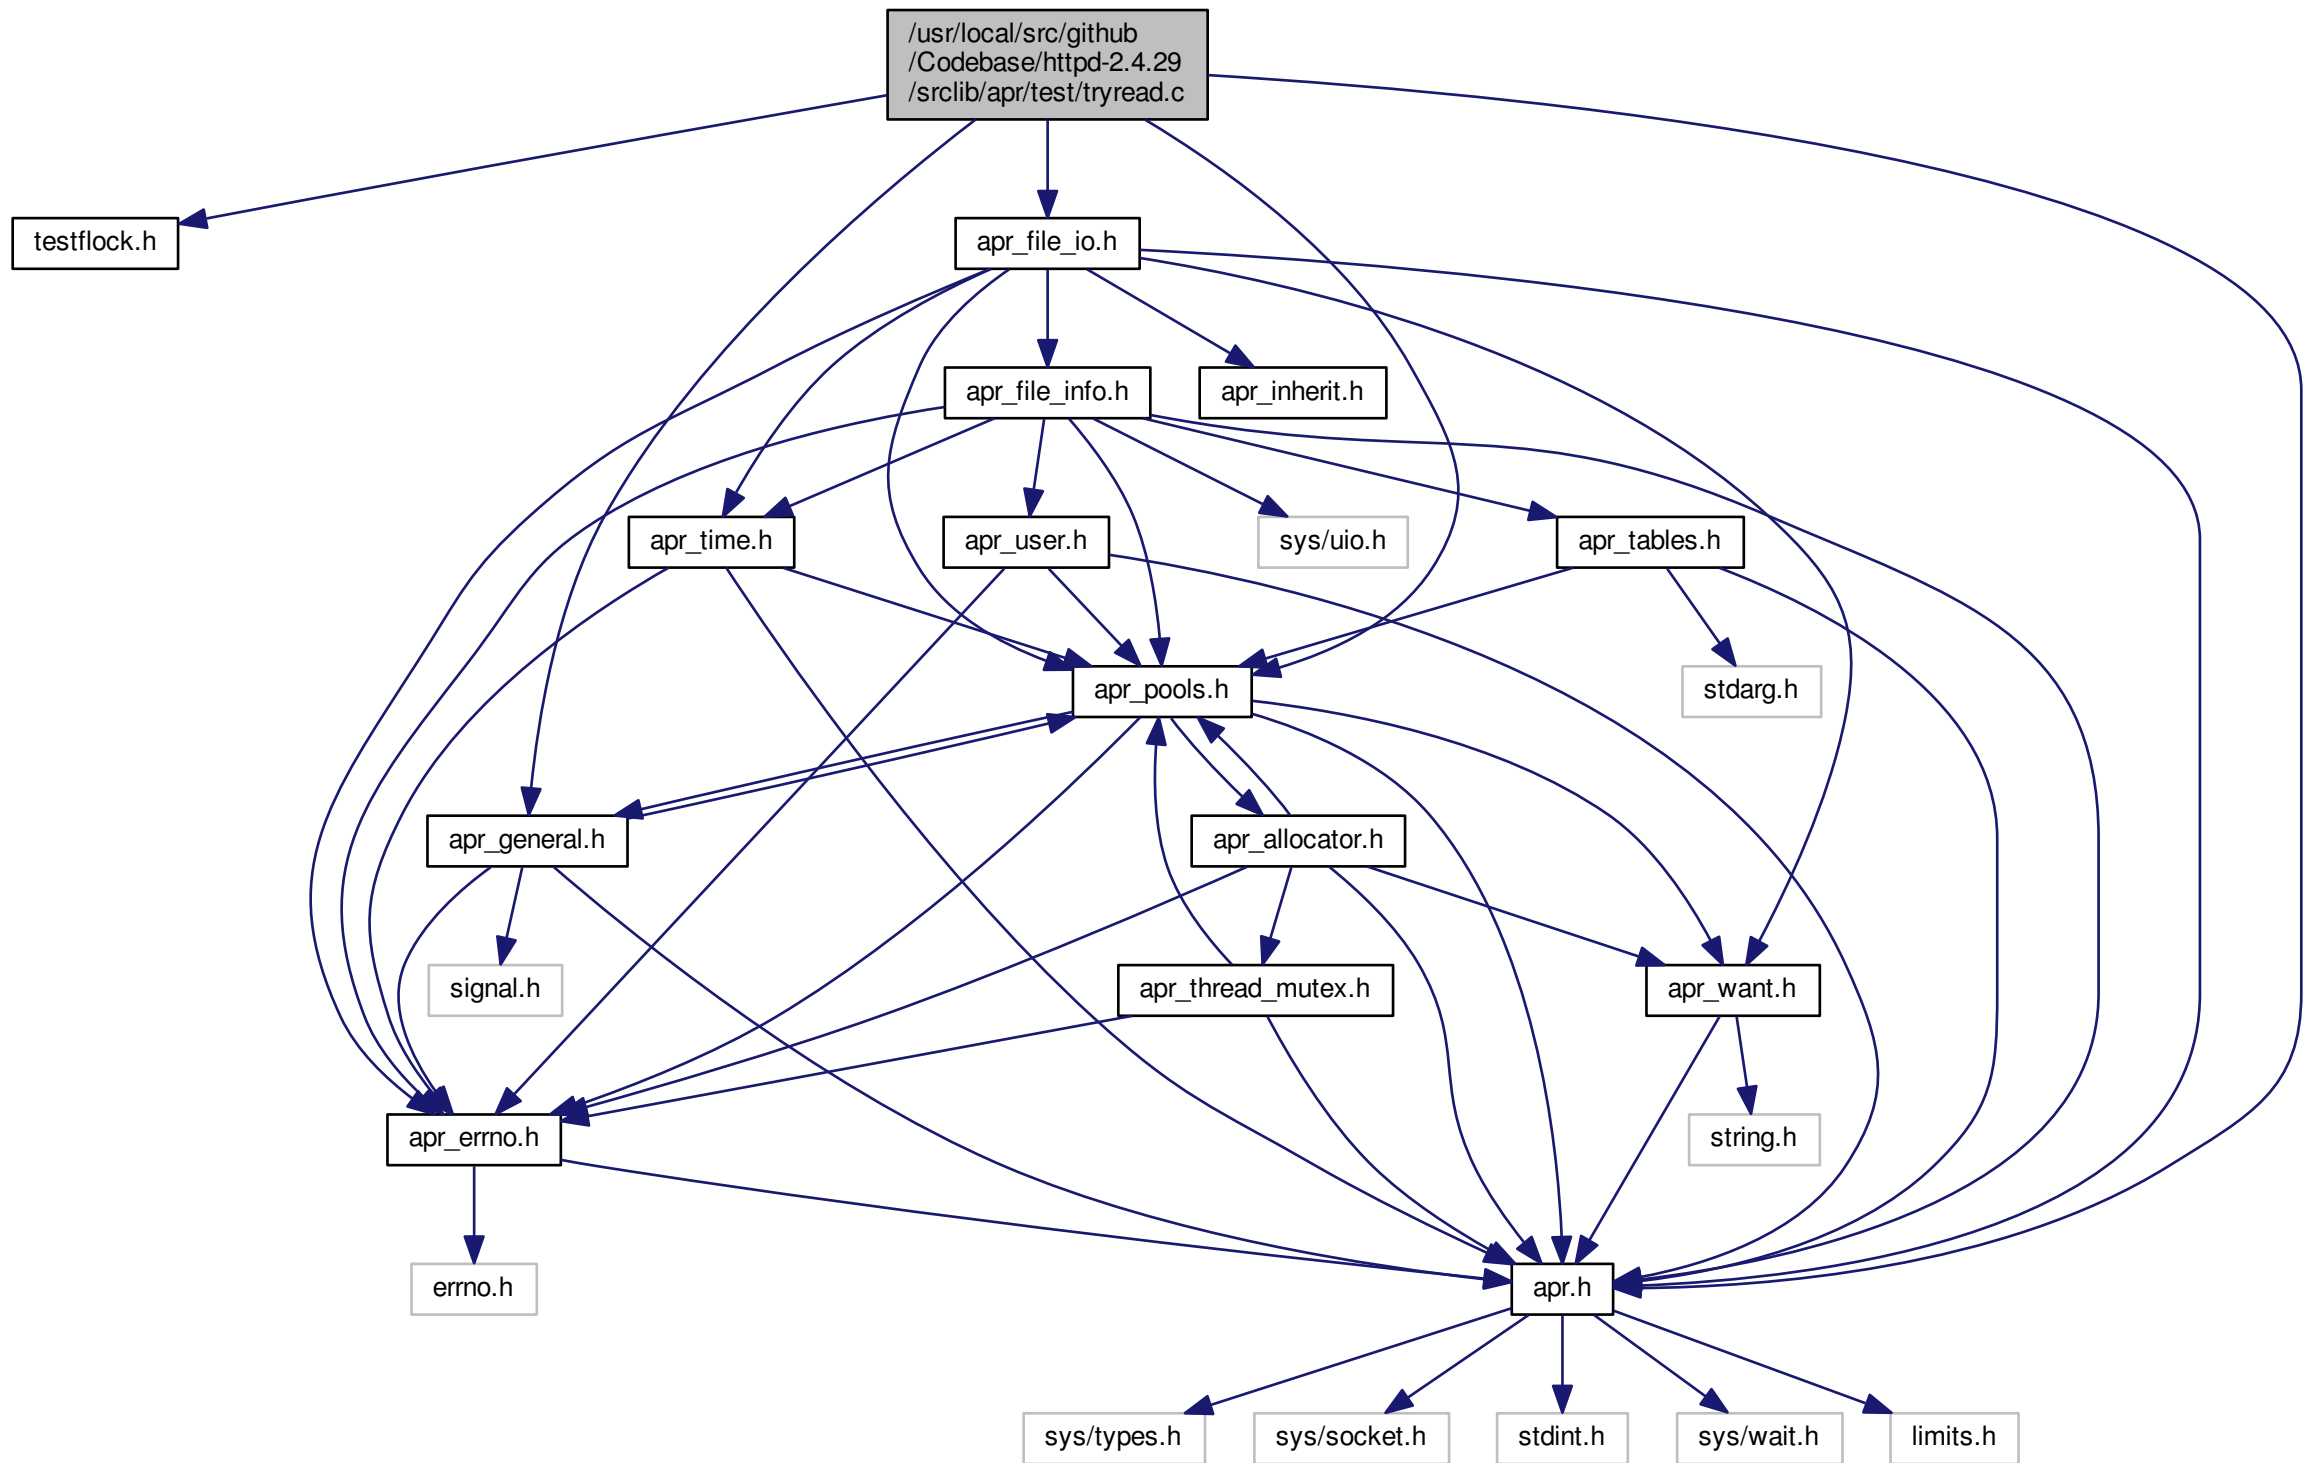 /usr/local/src/github
/Codebase/httpd-2.4.29
/srclib/apr/test/tryread.c
testflock.h
apr_file_io.h
apr_file_info.h
apr_inherit.h
apr_time.h
apr_user.h
sys/uio.h
apr_tables.h
apr_pools.h
stdarg.h
apr_general.h
apr_allocator.h
signal.h
apr_thread_mutex.h
apr_want.h
apr_errno.h
string.h
errno.h
apr.h
sys/types.h
sys/socket.h
stdint.h
sys/wait.h
limits.h